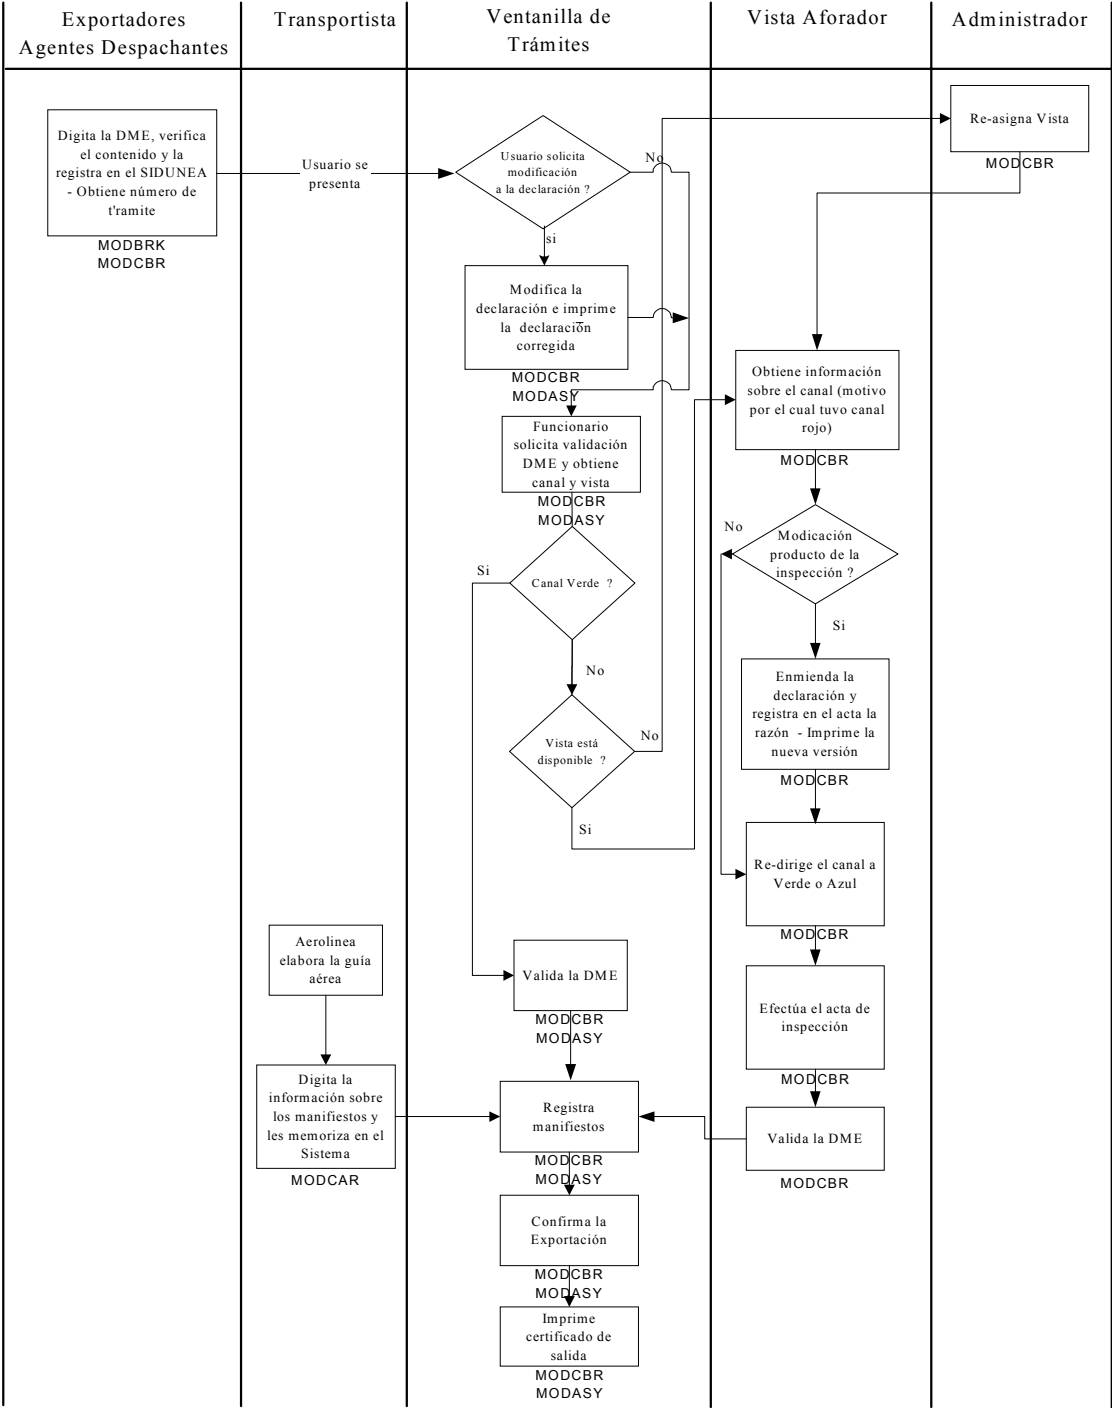 Exportadores
Agentes Despachantes
Transportista
Ventanilla de
Trámites
Vista Aforador
Administrador
Digita la DME, verifica
el contenido y la
registra en el SIDUNEA
- Obtiene número de
t'ramite
MODBRK
MODCBR
Usuario se
presenta
Usuario solicita
modificación
a la declaración ?
No
si
Re-asigna Vista
MODCBR
Modifica la
declaración e imprime
la declaracion
corregida
MODCBR
MODASY
Obtiene información
sobre el canal (motivo
por el cual tuvo canal
rojo)
MODCBR
Funcionario
solicita validación
DME y obtiene
canal y vista
MODCBR
MODASY
No
Modicación
producto de la
inspección ?
Si
Si
Canal Verde ?
No
Enmienda la
declaración y
registra en el acta la
razón - Imprime la
nueva versión
MODCBR
Vista está
disponible ?
No
Si
Re-dirige el canal a
Verde o Azul
MODCBR
Aerolinea
elabora la guía
aérea
Valida la DME
MODCBR
MODASY
Efectúa el acta de
inspección
MODCBR
Digita la
información sobre
los manifiestos y
les memoriza en el
Sistema
MODCAR
Registra
manifiestos
MODCBR
MODASY
Valida la DME
MODCBR
Confirma la
Exportación
MODCBR
MODASY
Imprime
certificado de
salida
MODCBR
MODASY